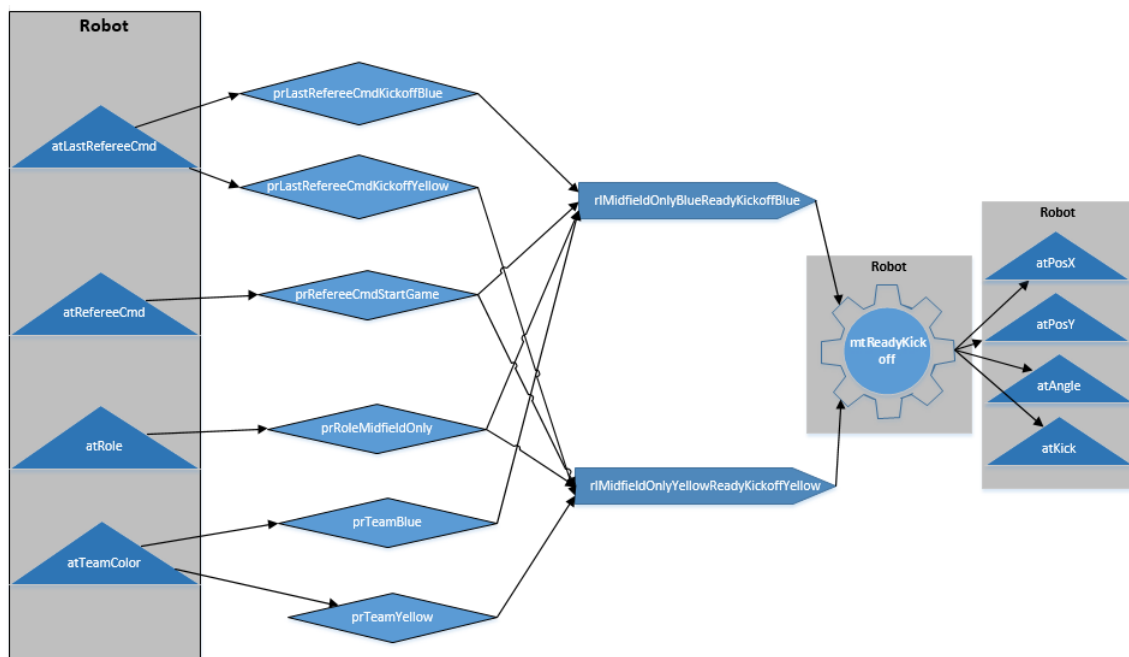 Robot
atLastRefereeCmd
atRefereeCmd
atRole
atTeamColor
prLastRefereeCmdKickoffBlue
prLastRefereeCmdKickoffYellow
prRefereeCmdStartGame
prRoleMidfieldOnly
prTeamBlue
prTeamYellow
rlMidfieldOnlyBlueReadyKickoffBlue
rlMidfieldOnlyYellowReadyKickoffYellow
Robot
mtReadyKick
off
Robot
atPosX
atPosY
atAngle
atKick